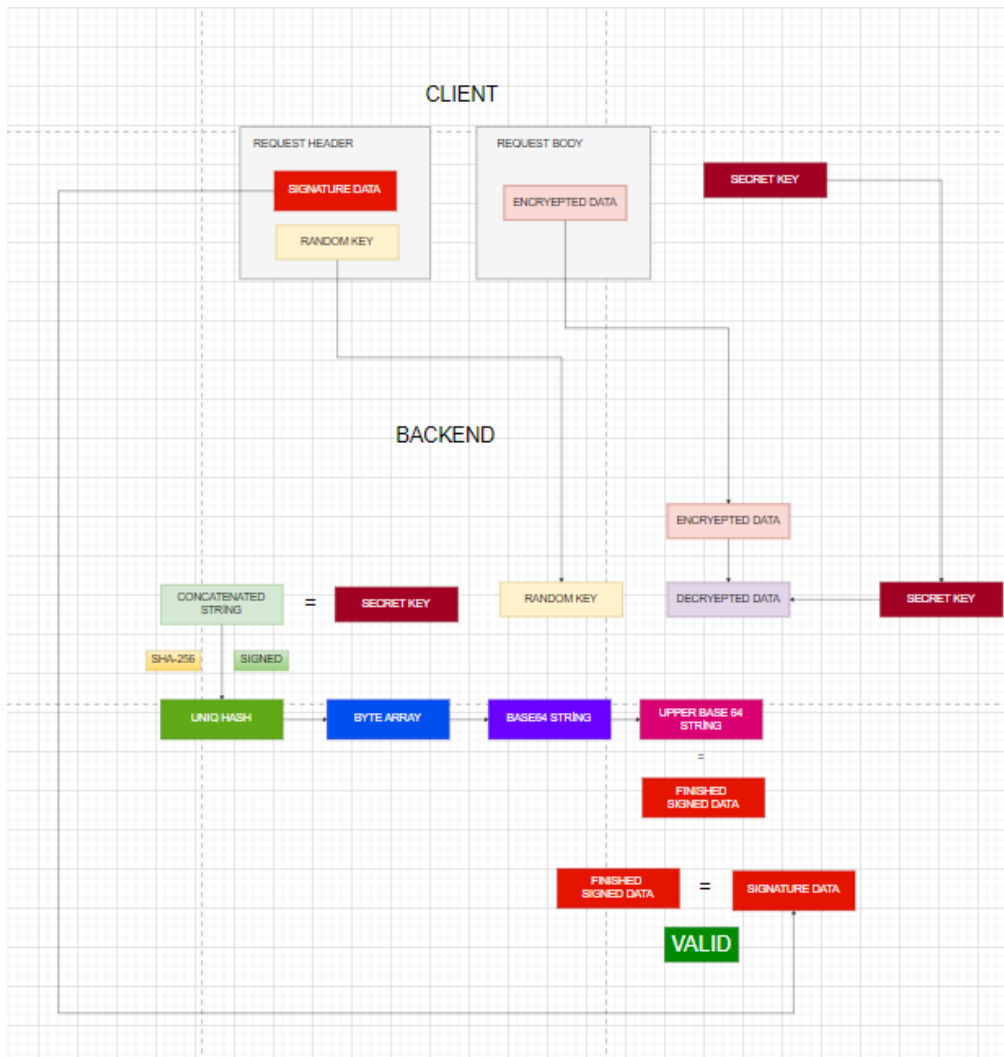 CLIENT
REQUEST HEADER
REQUEST BODY
SIGNATURE DATA
SECRET KEY
ENCRYEPTED DATA
RANDOM KEY
BACKEND
ENCRYEPTED DATA
CONCATENATED
STRİNG
=
SECRET KEY
RANDOM KEY
DECRYEPTED DATA
SECRET KEY
SHA-256
SIGNED
UNIQ HASH
BYTE ARRAY
BASE64 STRİNG
UPPER BASE 64
STRİNG
=
FINISHED
SIGNED DATA
FINISHED
SIGNED DATA
=
SIGNATURE DATA
VALID